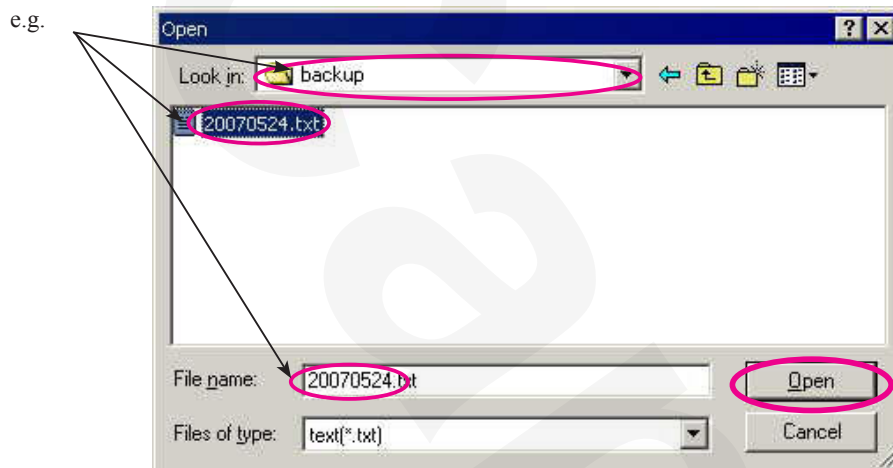 e.g.
Open
Look in: backup
20070524.txt
File name: 20070524.txt Open
Files of type: text(*.txt) Cancel